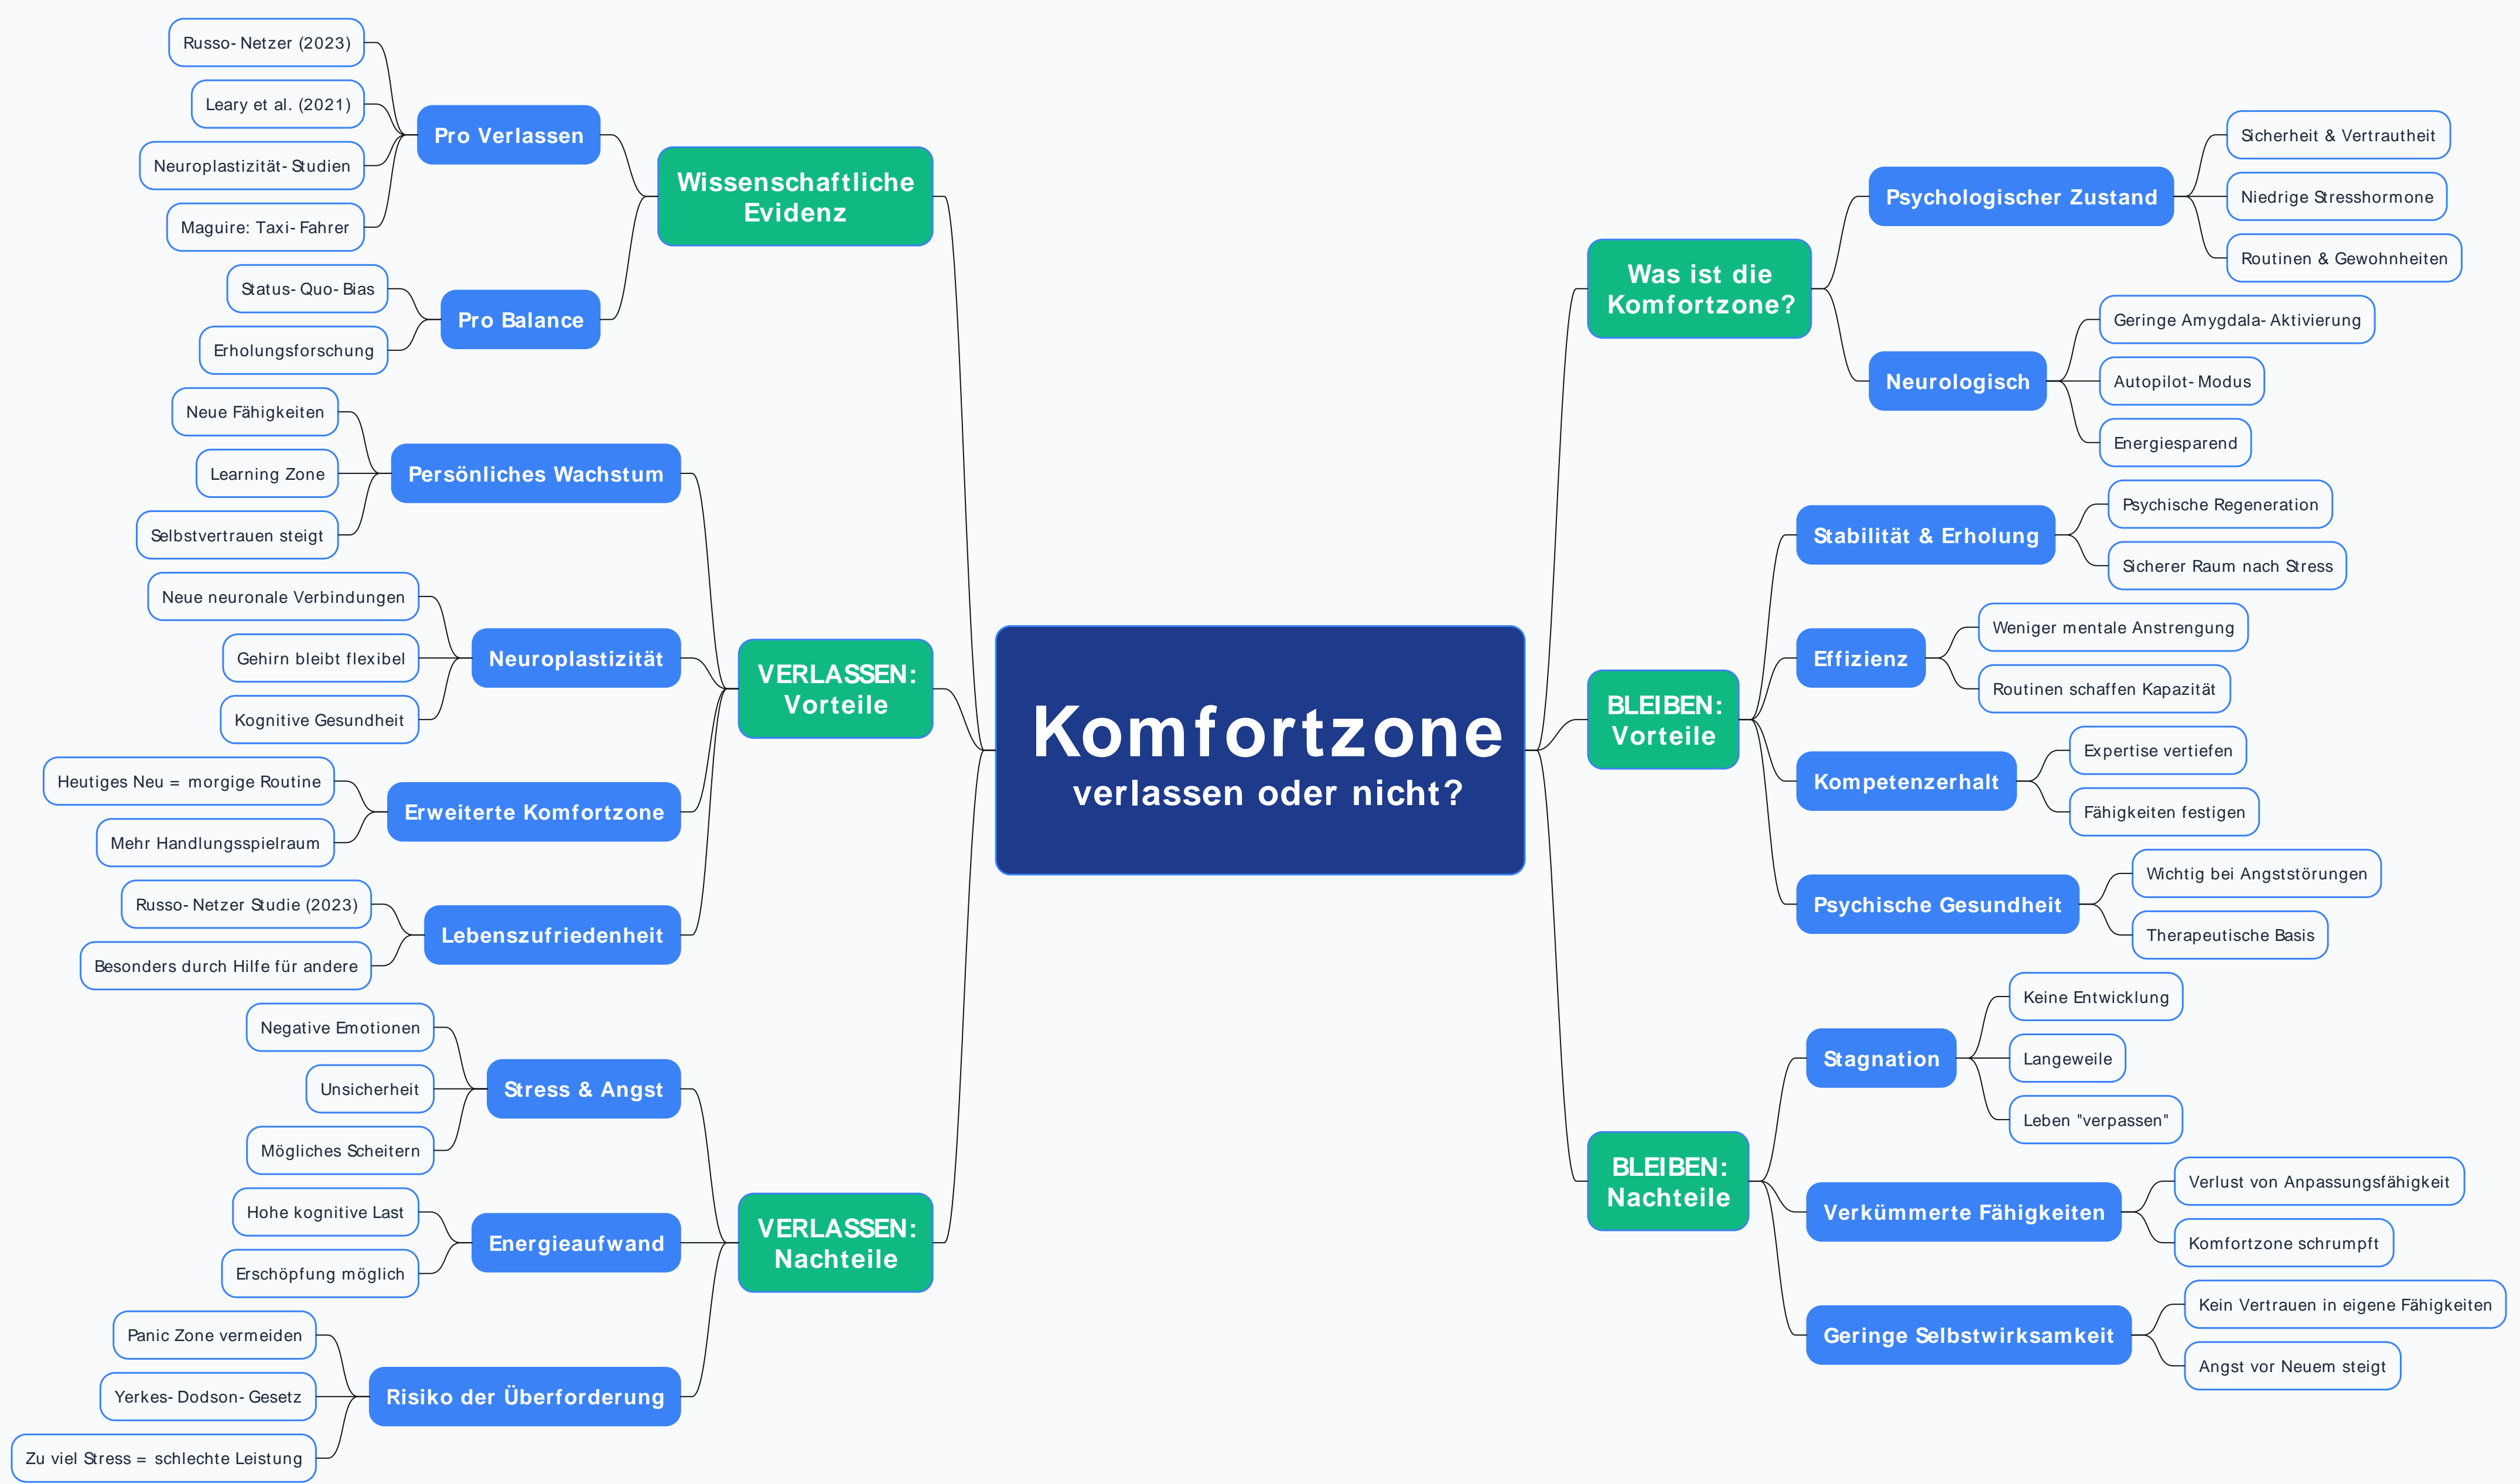 Komfortzone
verlassen oder nicht?
Was ist die
Komfortzone?
Psychologischer Zustand
Sicherheit & Vertrautheit
Niedrige Stresshormone
Routinen & Gewohnheiten
Neurologisch
Geringe Amygdala-Aktivierung
Autopilot-Modus
Energiesparend
BLEIBEN:
Vorteile
Stabilität & Erholung
Psychische Regeneration
Sicherer Raum nach Stress
Effizienz
Weniger mentale Anstrengung
Routinen schaffen Kapazität
Kompetenzerhalt
Expertise vertiefen
Fähigkeiten festigen
Psychische Gesundheit
Wichtig bei Angststörungen
Therapeutische Basis
BLEIBEN:
Nachteile
Stagnation
Keine Entwicklung
Langeweile
Leben "verpassen"
Verkümmerte Fähigkeiten
Verlust von Anpassungsfähigkeit
Komfortzone schrumpft
Geringe Selbstwirksamkeit
Kein Vertrauen in eigene Fähigkeiten
Angst vor Neuem steigt
Wissenschaftliche
Evidenz
Pro Verlassen
Russo-Netzer (2023)
Leary et al. (2021)
Neuroplastizität-Studien
Maguire: Taxi-Fahrer
Pro Balance
Status-Quo-Bias
Erholungsforschung
VERLASSEN:
Vorteile
Persönliches Wachstum
Neue Fähigkeiten
Learning Zone
Selbstvertrauen steigt
Neuroplastizität
Neue neuronale Verbindungen
Gehirn bleibt flexibel
Kognitive Gesundheit
Erweiterte Komfortzone
Heutiges Neu = morgige Routine
Mehr Handlungsspielraum
Lebenszufriedenheit
Russo-Netzer Studie (2023)
Besonders durch Hilfe für andere
VERLASSEN:
Nachteile
Stress & Angst
Negative Emotionen
Unsicherheit
Mögliches Scheitern
Energieaufwand
Hohe kognitive Last
Erschöpfung möglich
Risiko der Überforderung
Panic Zone vermeiden
Yerkes-Dodson-Gesetz
Zu viel Stress = schlechte Leistung